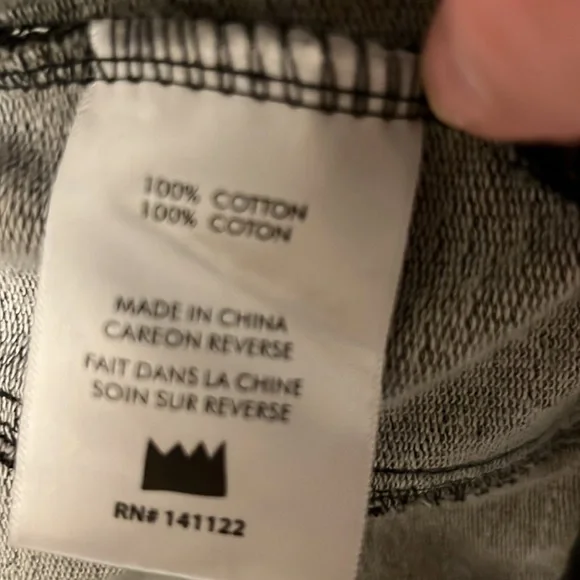 100% COTTON
100% COTON
MADE IN CHINA
CAREON REVERSE
FAIT DANS LA CHINE
SOIN SUR REVERSE
RN# 141122